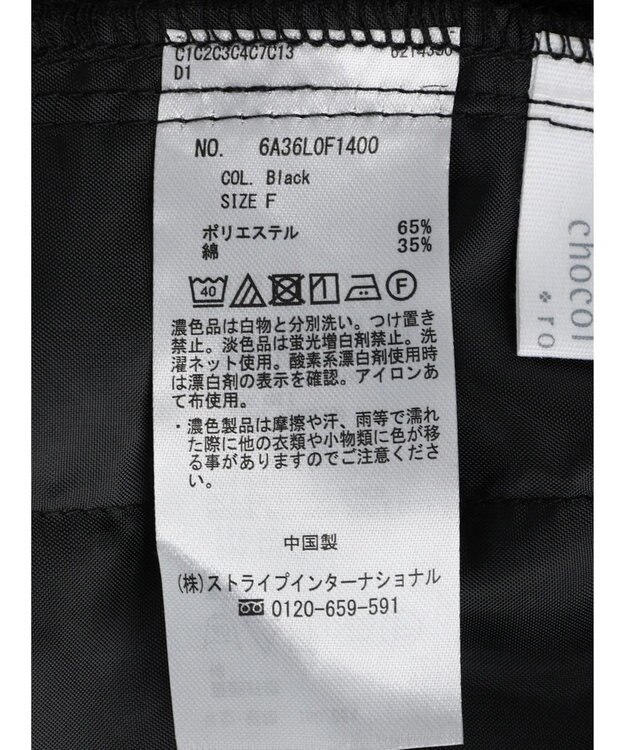 C1C2C3C4C7C13
D1
NO. 6A36L0F1400
COL. Black
SIZE F
ポリエステル 65%
綿 35%
40 F
濃色品は白物と分別洗い。つけ置き
禁止。淡色品は蛍光増白剤禁止。洗
濯ネット使用。酸素系漂白剤使用時
は漂白剤の表示を確認。アイロンあ
て布使用。
・濃色製品は摩擦や汗、雨等で濡れ
た際に他の衣類や小物類に色が移
る事がありますのでご注意くださ
い。
中国製
(株)ストライプインターナショナル
0120-659-591
chocol
ro